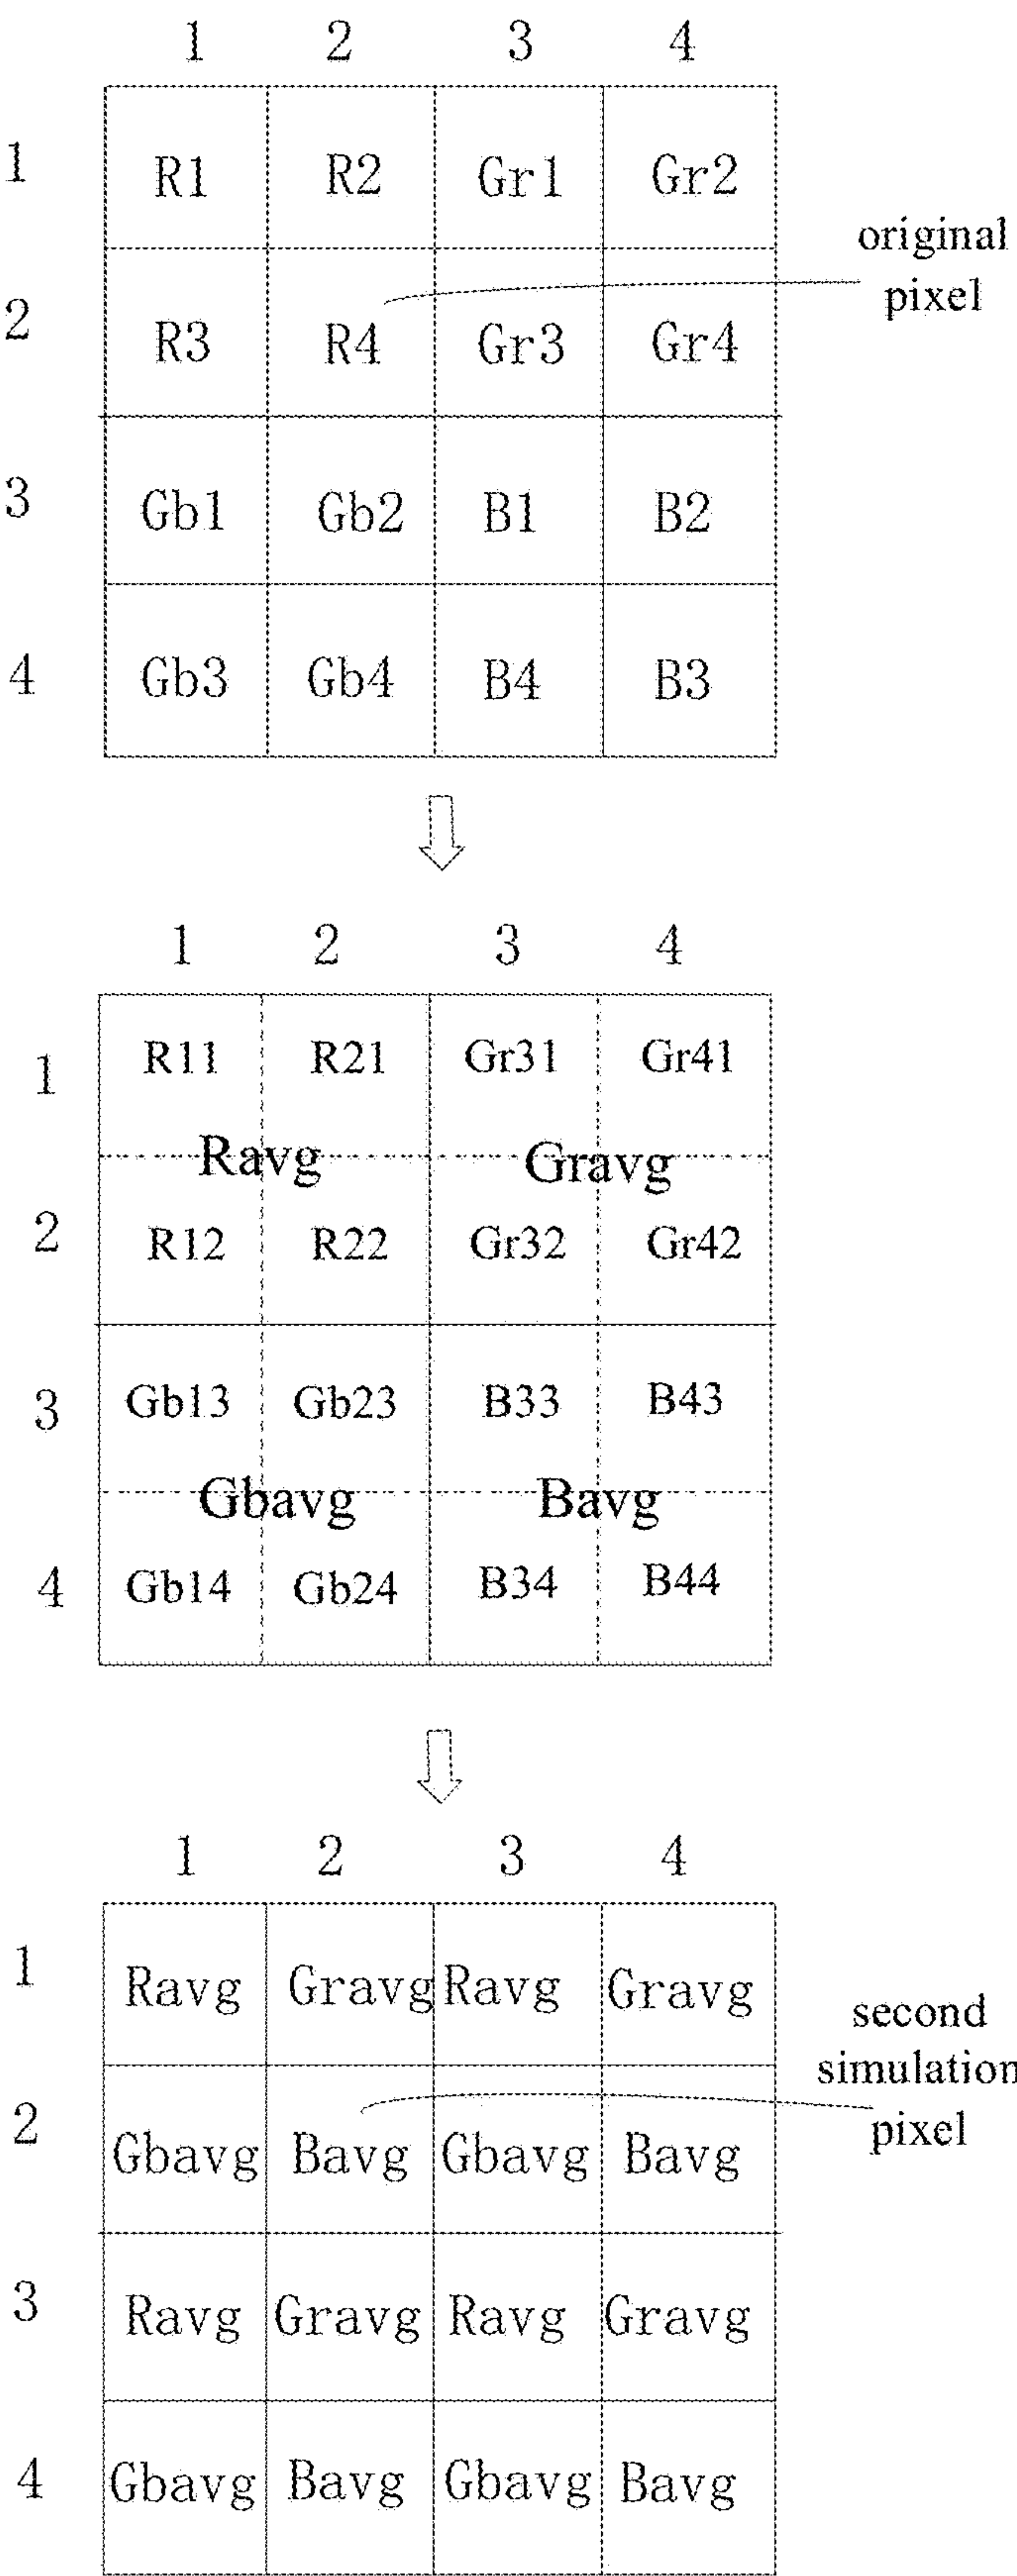 1 2 3 4
1 R1 R2 Gr1 Gr2
original
pixel
2 R3 R4 Gr3 Gr4
3 Gb1 Gb2 B1 B2
4 Gb3 Gb4 B4 B3
1 2 3 4
1 R11 R21 Gr31 Gr41
Ravg Gravg
2 R12 R22 Gr32 Gr42
3 Gb13 Gb23 B33 B43
Gbavg Bavg
4 Gb14 Gb24 B34 B44
1 2 3 4
1 Ravg Gravg Ravg Gravg
second
simulation
pixel
2 Gbavg Bavg Gbavg Bavg
3 Ravg Gravg Ravg Gravg
4 Gbavg Bavg Gbavg Bavg